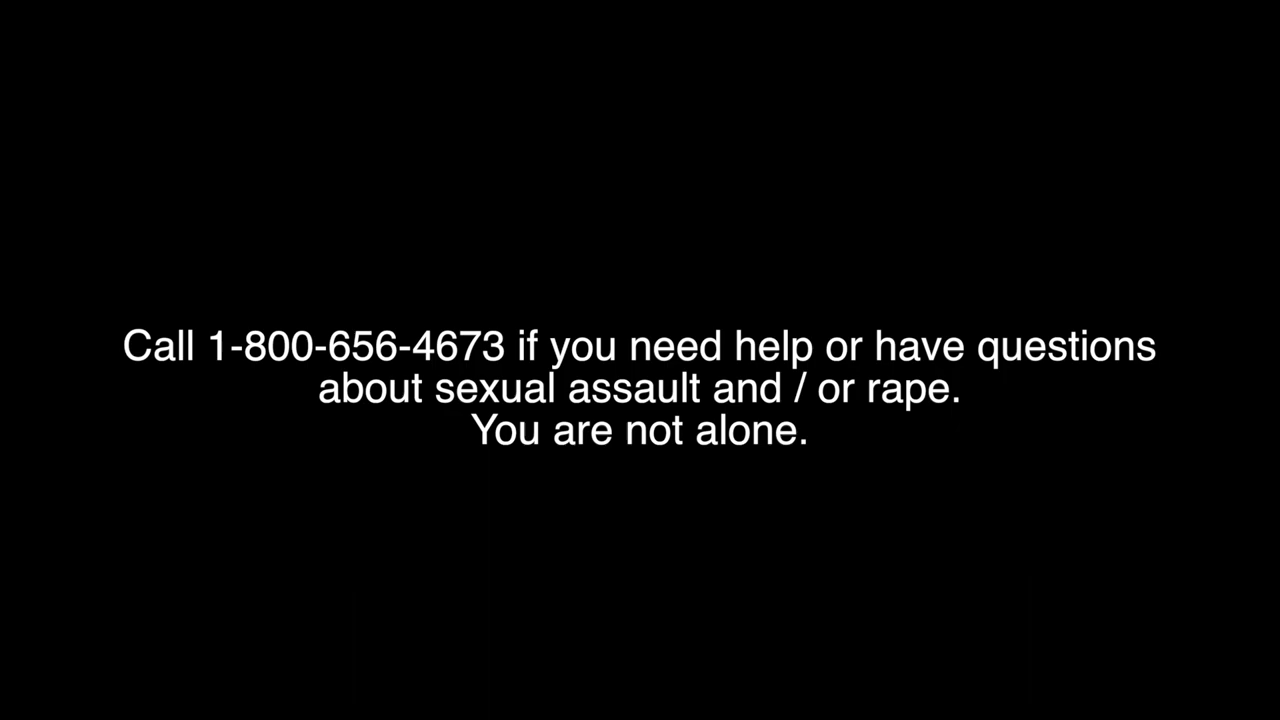 Call 1-800-656-4673 if you need help or have questions
about sexual assault and / or rape.
You are not alone.